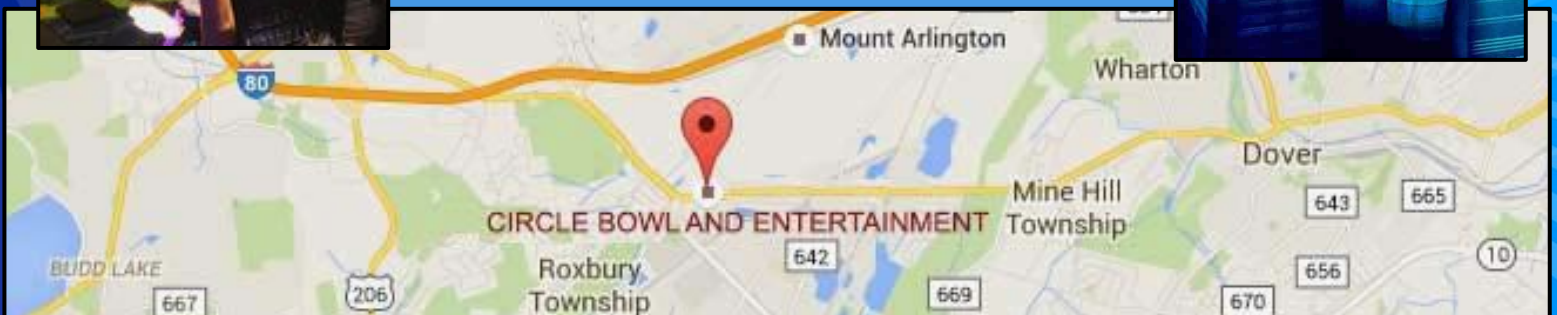 Mount Arlington
Wharton
80
Dover
Mine Hill
Township
643
665
CIRCLE BOWL AND ENTERTAINMENT
642
10
BUDD LAKE
Roxbury
Township
656
206
669
667
670